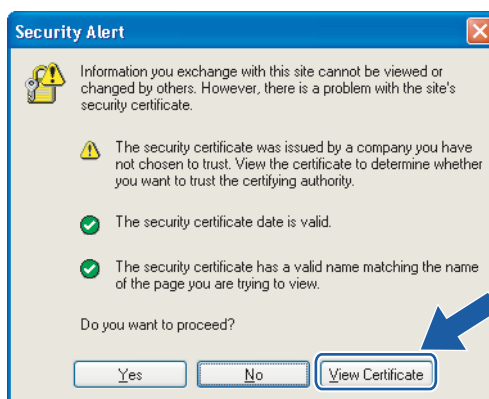 Security Alert
Information you exchange with this site cannot be viewed or
changed by others. However, there is a problem with the site's
security certificate.
The security certificate was issued by a company you have
not chosen to trust. View the certificate to determine whether
you want to trust the certifying authority.
The security certificate date is valid.
The security certificate has a valid name matching the name
of the page you are trying to view.
Do you want to proceed?
Yes No View Certificate